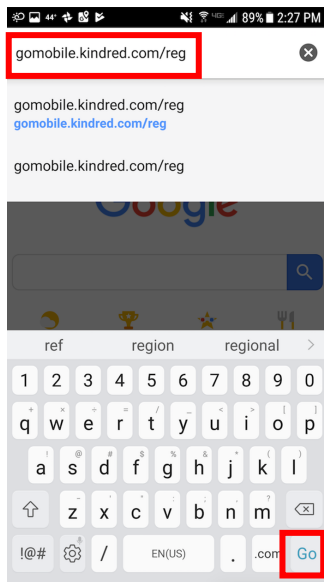 44° 4GE 89% 2:27 PM
gomobile.kindred.com/reg
gomobile.kindred.com/reg
gomobile.kindred.com/reg
gomobile.kindred.com/reg
Google
ref region regional
1 2 3 4 5 6 7 8 9 0
q w e r t y u i o p
a s d f g h j k l
z x c v b n m
!@# / EN(US) . .com Go